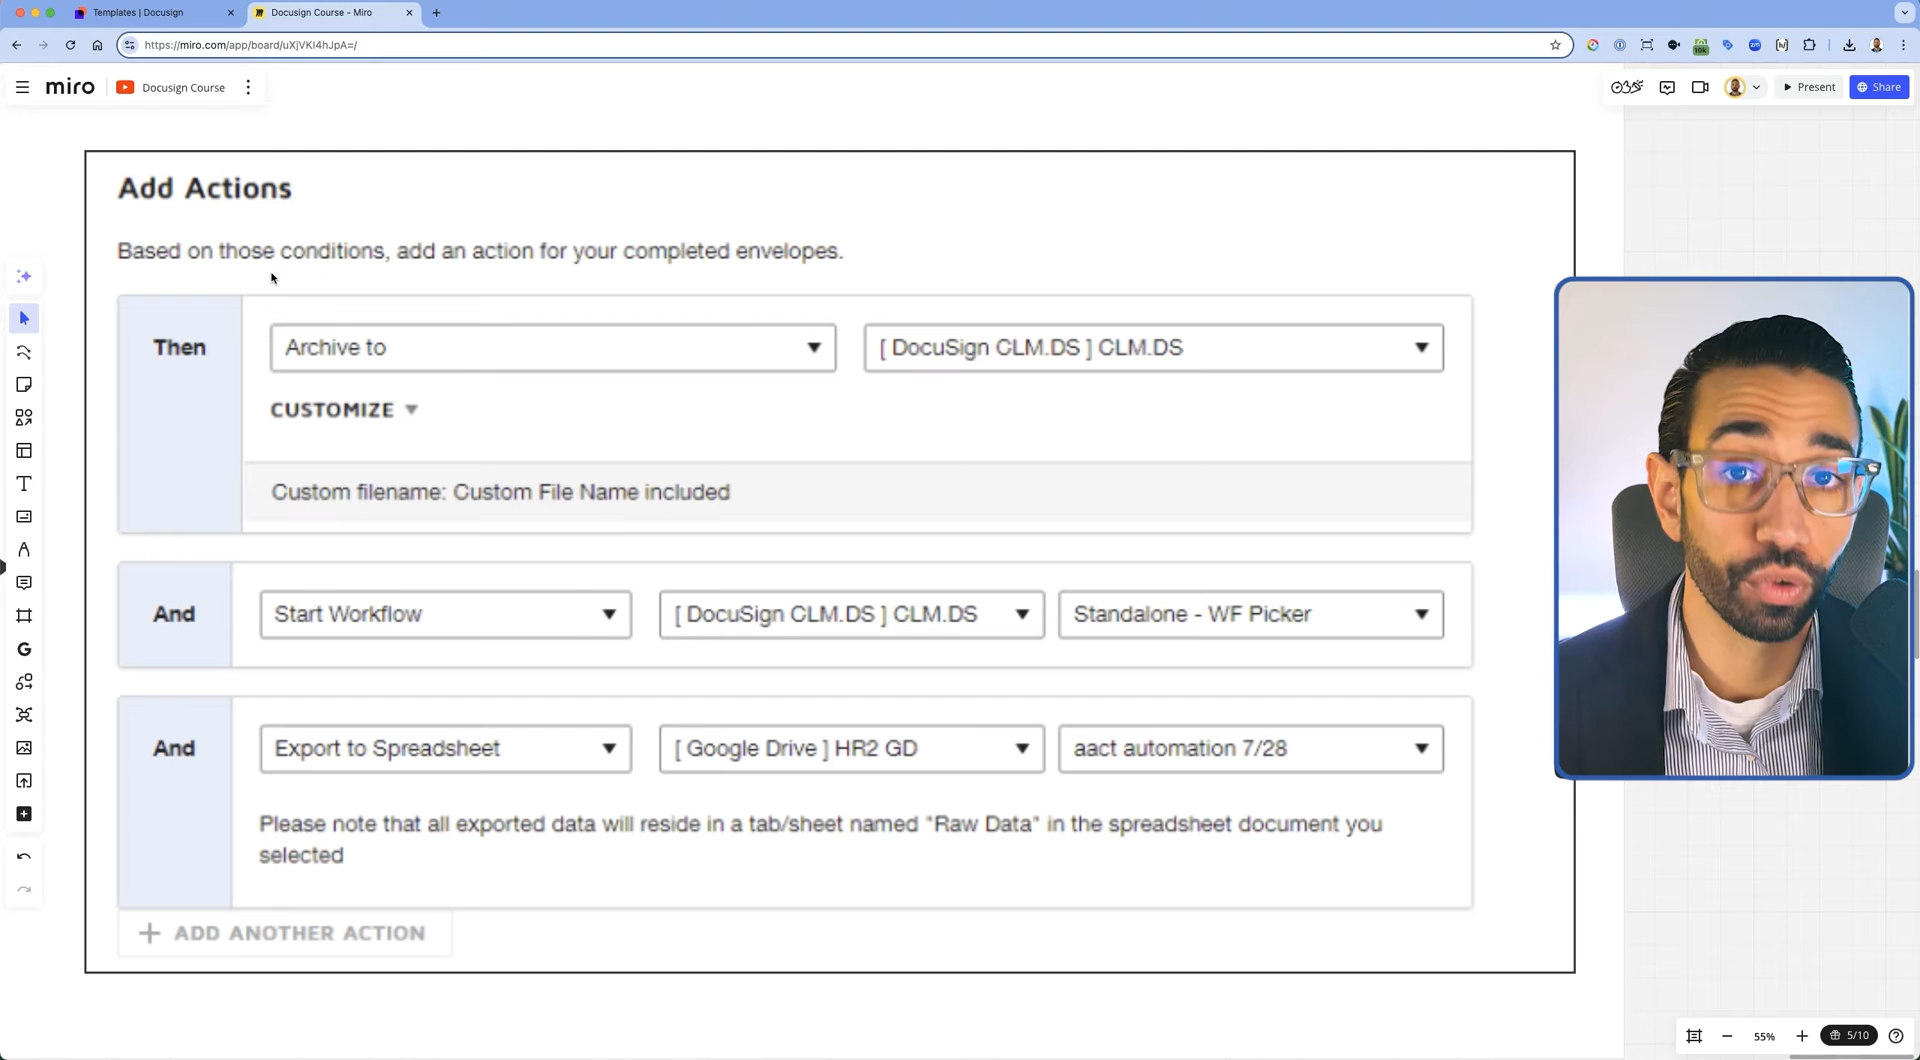 Templates | Docusign
Docusign Course - Miro
https://miro.com/app/board/uXjVKI4hJpA=/
10k
miro
Docusign Course
Present
Share
Add Actions
Based on those conditions, add an action for your completed envelopes.
Then
Archive to
[ DocuSign CLM.DS ] CLM.DS
CUSTOMIZE
Custom filename: Custom File Name included
And
Start Workflow
[ DocuSign CLM.DS ] CLM.DS
Standalone - WF Picker
And
Export to Spreadsheet
[ Google Drive ] HR2 GD
aact automation 7/28
Please note that all exported data will reside in a tab/sheet named "Raw Data" in the spreadsheet document you
selected
+ ADD ANOTHER ACTION
55%
5/10